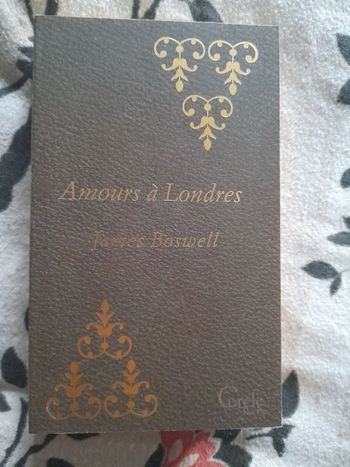 Amours à Londres
James Boswell
Cercle